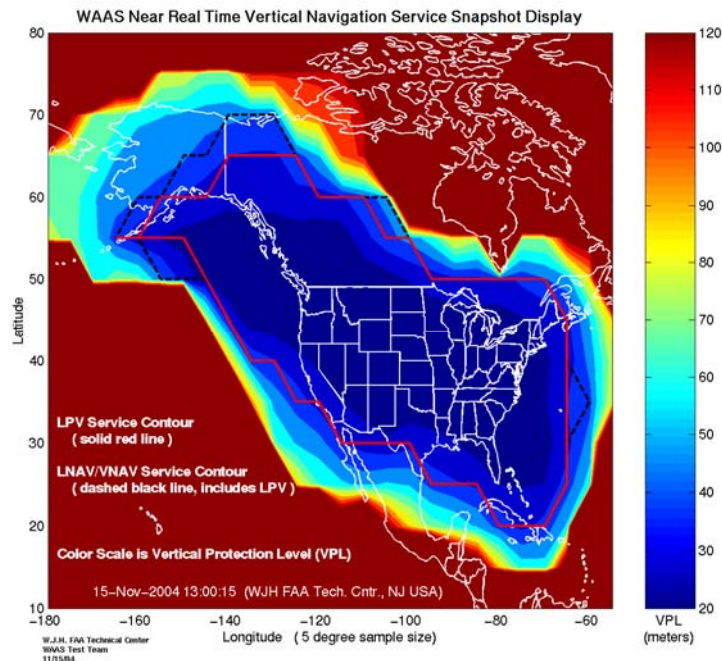 WAAS Near Real Time Vertical Navigation Service Snapshot Display
80
70
60
50
40
30
20
10
Latitude
LPV Service Contour
( solid red line )
LNAV/VNAV Service Contour
( dashed black line, includes LPV )
Color Scale is Vertical Protection Level (VPL)
15-Nov-2004 13:00:15 (WJH FAA Tech. Cntr., NJ USA)
-180 -160 -140 -120 -100 -80 -60
Longitude ( 5 degree sample size)
W.J.H. FAA Technical Center
WAAS Test Team
11/15/04
120
110
100
90
80
70
60
50
40
30
20
VPL
(meters)